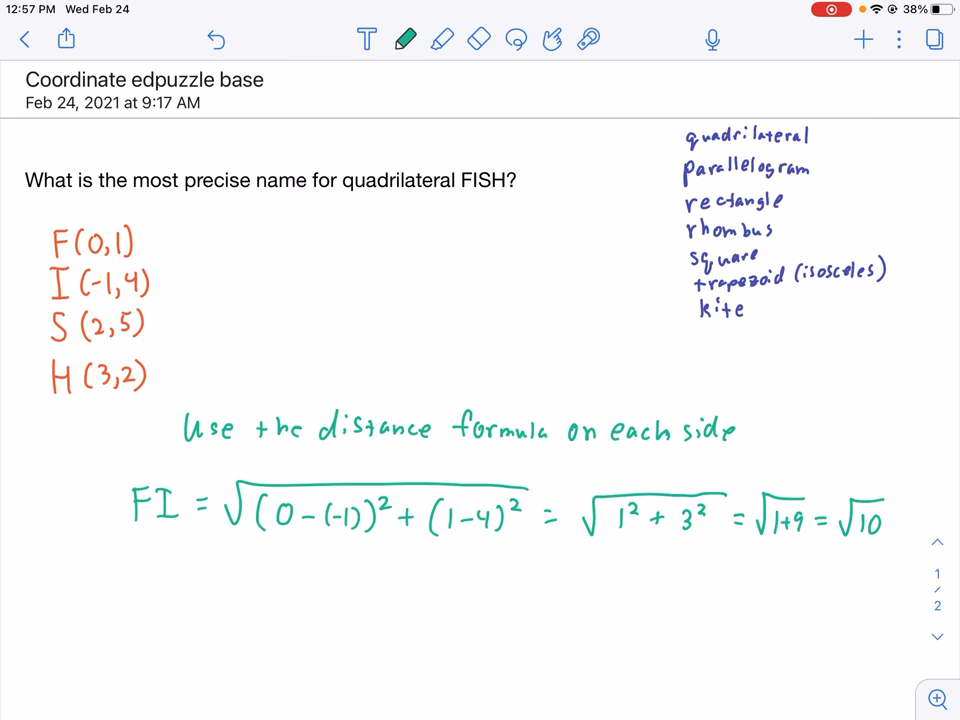 12:57 PM Wed Feb 24
38%
T
Coordinate edpuzzle base
Feb 24, 2021 at 9:17 AM
quadrilateral
parallelogram
rectangle
rhombus
square
trapezoid (isosceles)
kite
What is the most precise name for quadrilateral FISH?
F(0,1)
I(-1,4)
S(2,5)
H(3,2)
Use the distance formula on each side
FI = √((0-(-1))² + (1-4)²) = √(1² + 3²) = √(1+9) = √10
1
/
2